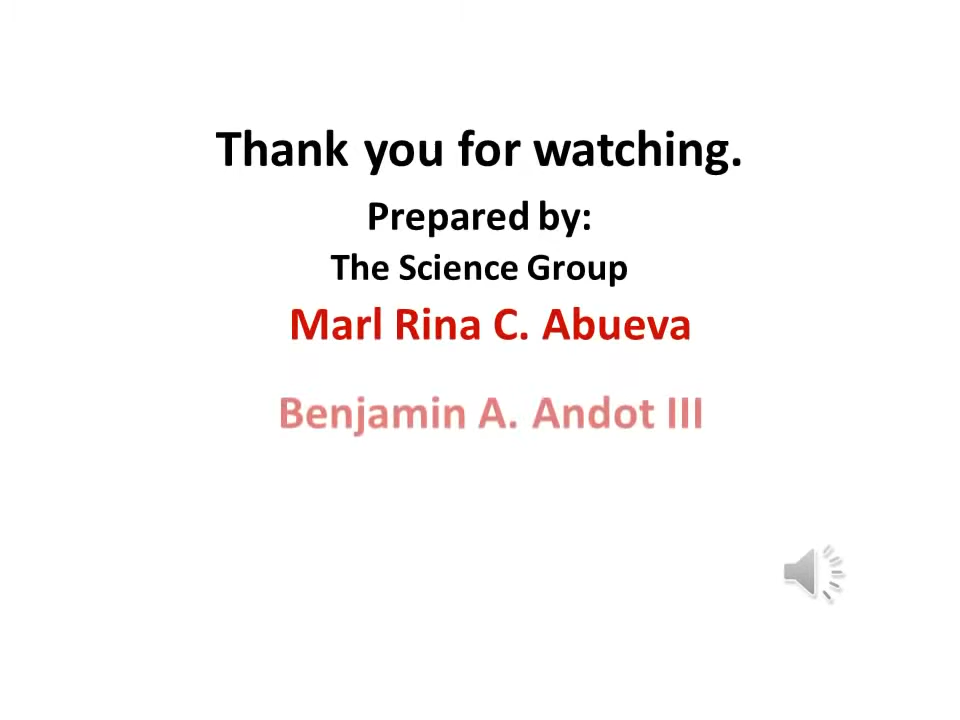 Thank you for watching.
Prepared by:
The Science Group
Marl Rina C. Abueva
Benjamin A. Andot III